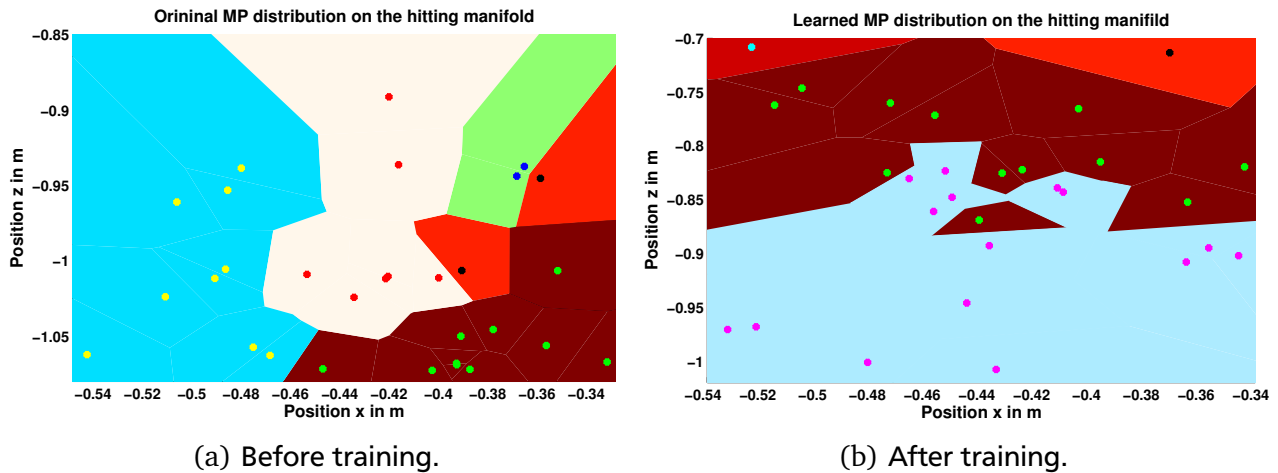 Orininal MP distribution on the hitting manifold
Position z in m
−0.85
−0.9
−0.95
−1
−1.05
−0.54 −0.52 −0.5 −0.48 −0.46 −0.44 −0.42 −0.4 −0.38 −0.36 −0.34
Position x in m
(a) Before training.
Learned MP distribution on the hitting manifild
Position z in m
−0.7
−0.75
−0.8
−0.85
−0.9
−0.95
−1
−0.54 −0.52 −0.5 −0.48 −0.46 −0.44 −0.42 −0.4 −0.38 −0.36 −0.34
Position x in m
(b) After training.